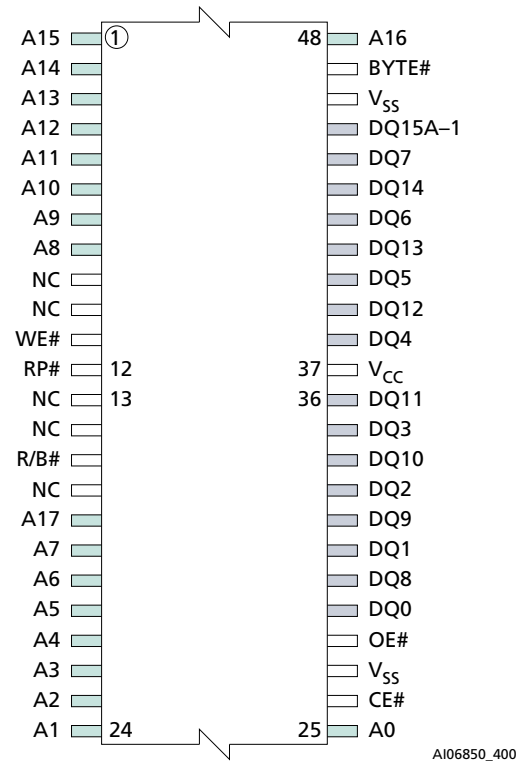 A15 1 48 A16
A14 BYTE#
A13 VSS
A12 DQ15A–1
A11 DQ7
A10 DQ14
A9 DQ6
A8 DQ13
NC DQ5
NC DQ12
WE# DQ4
RP# 12 37 VCC
NC 13 36 DQ11
NC DQ3
R/B# DQ10
NC DQ2
A17 DQ9
A7 DQ1
A6 DQ8
A5 DQ0
A4 OE#
A3 VSS
A2 CE#
A1 24 25 A0
AI06850_400